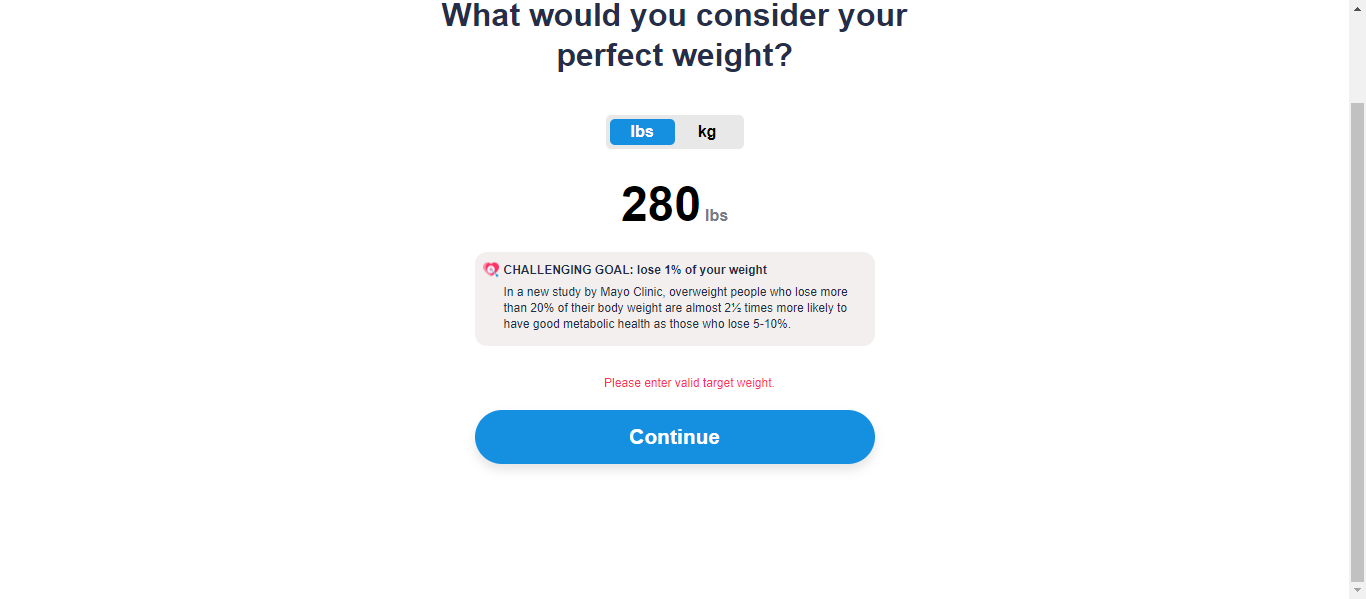 What would you consider your
perfect weight?
lbs kg
280 lbs
CHALLENGING GOAL: lose 1% of your weight
In a new study by Mayo Clinic, overweight people who lose more
than 20% of their body weight are almost 2½ times more likely to
have good metabolic health as those who lose 5-10%.
Please enter valid target weight.
Continue